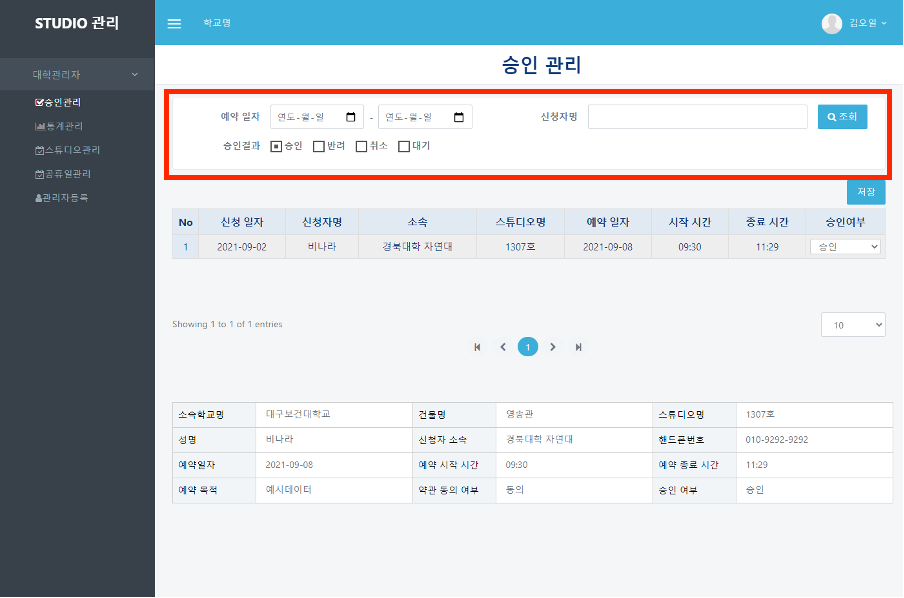 STUDIO 관리
학교명
김오일
대학관리자
승인관리
통계관리
스튜디오관리
공휴일관리
관리자등록
승인 관리
예약 일자 연도-월-일 - 연도-월-일 신청자명 조회
승인결과 승인 반려 취소 대기
저장
No 신청 일자 신청자명 소속 스튜디오명 예약 일자 시작 시간 종료 시간 승인여부
1 2021-09-02 비나라 경북대학 자연대 1307호 2021-09-08 09:30 11:29 승인
Showing 1 to 1 of 1 entries 10
1
소속학교명 대구보건대학교 건물명 영송관 스튜디오명 1307호
성명 비나라 신청자 소속 경북대학 자연대 핸드폰번호 010-9292-9292
예약일자 2021-09-08 예약 시작 시간 09:30 예약 종료 시간 11:29
예약 목적 예시데이터 약관 동의 여부 동의 승인 여부 승인